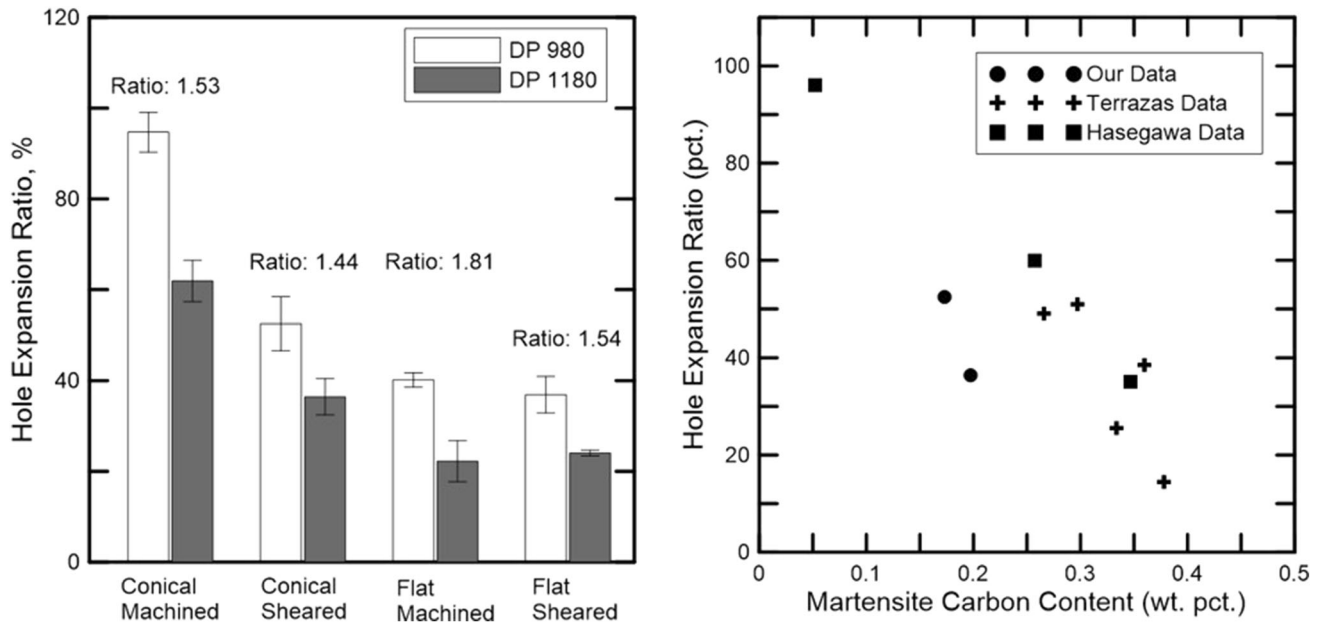 120
80
40
0
Hole Expansion Ratio, %
DP 980
DP 1180
Ratio: 1.53
Ratio: 1.44
Ratio: 1.81
Ratio: 1.54
Conical
Machined
Conical
Sheared
Flat
Machined
Flat
Sheared
100
80
60
40
20
0
Hole Expansion Ratio (pct.)
Our Data
Terrazas Data
Hasegawa Data
0
0.1
0.2
0.3
0.4
0.5
Martensite Carbon Content (wt. pct.)